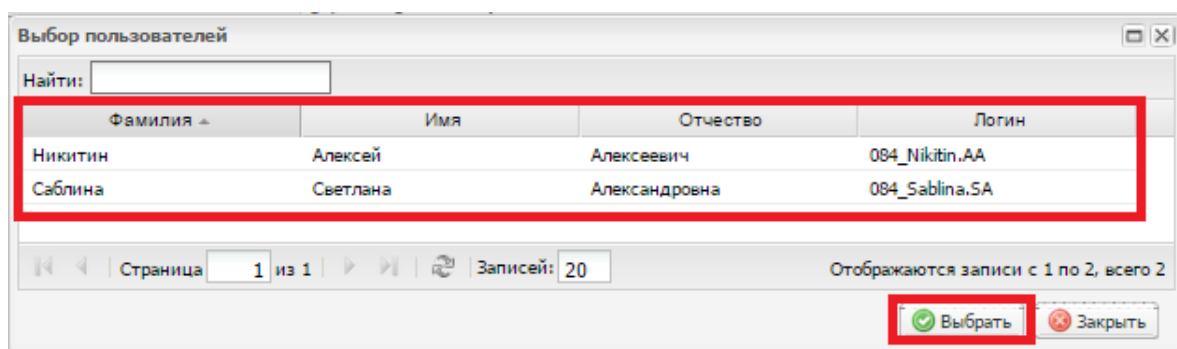 Выбор пользователей
Найти:
Фамилия Имя Отчество Логин
Никитин Алексей Алексеевич 084_Nikitin.AA
Саблина Светлана Александровна 084_Sablina.SA
Страница 1 из 1 Записей: 20 Отображаются записи с 1 по 2, всего 2
Выбрать Закрыть